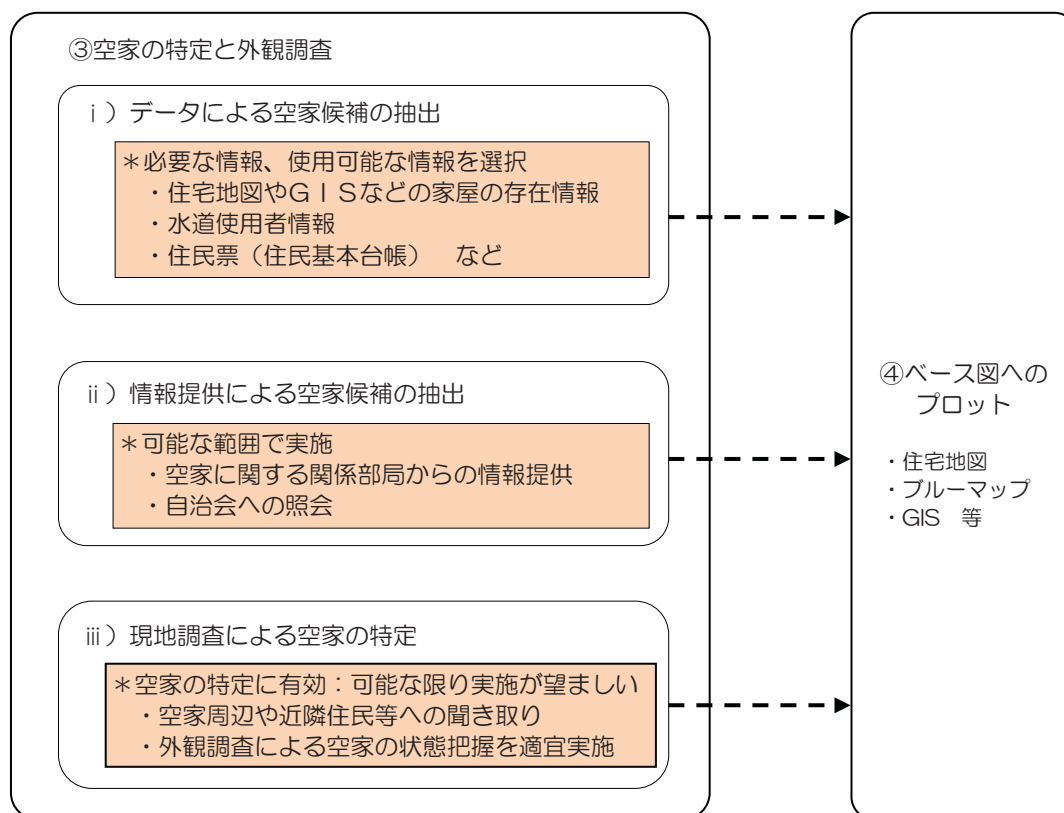 ③空家の特定と外観調査
ⅰ）データによる空家候補の抽出
＊必要な情報、使用可能な情報を選択
・住宅地図やＧＩＳなどの家屋の存在情報
・水道使用者情報
・住民票（住民基本台帳）　など
ⅱ）情報提供による空家候補の抽出
＊可能な範囲で実施
・空家に関する関係部局からの情報提供
・自治会への照会
ⅲ）現地調査による空家の特定
＊空家の特定に有効：可能な限り実施が望ましい
・空家周辺や近隣住民等への聞き取り
・外観調査による空家の状態把握を適宜実施
④ベース図への
プロット
・住宅地図
・ブルーマップ
・GIS　等